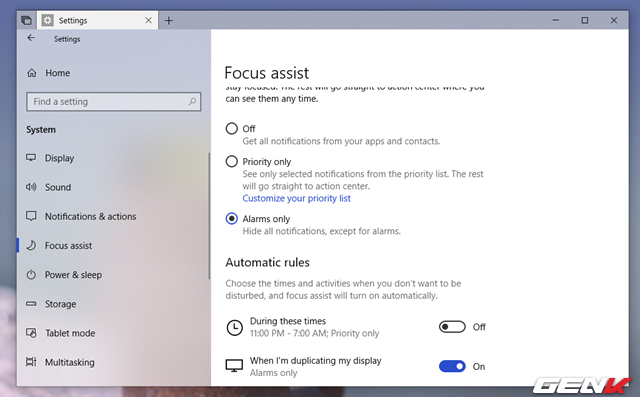 Settings
Settings
Home
Find a setting
System
Display
Sound
Notifications & actions
Focus assist
Power & sleep
Storage
Tablet mode
Multitasking
Focus assist
stay focused. The rest will go straight to action center where you
can see them any time.
Off
Get all notifications from your apps and contacts.
Priority only
See only selected notifications from the priority list. The rest
will go straight to action center.
Customize your priority list
Alarms only
Hide all notifications, except for alarms.
Automatic rules
Choose the times and activities when you don't want to be
disturbed, and focus assist will turn on automatically.
During these times
11:00 PM - 7:00 AM; Priority only
Off
When I'm duplicating my display
Alarms only
On
GENK